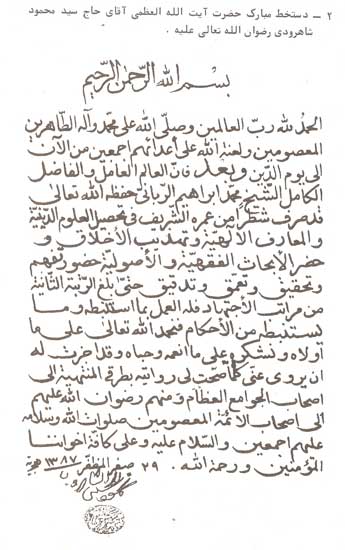 ۲ ــ دستخط مبارک حضرت آیت الله العظمی آقای حاج سید محمود
شاهرودی رضوان الله تعالی علیه .
بسم الله الرحمن الرحیم
الحمد لله رب العالمین وصلی الله علی محمد وآله الطاهرین
المعصومین ولعنة الله علی اعدائهم اجمعین من الآن
الی یوم الدین وبعد فان العالم العامل والفاضل
الکامل الشیخ محمد ابراهیم الربانی حفظه الله تعالی
قد صرف شطرا من عمره الشریف فی تحصیل العلوم الدینیة
والمعارف الالهیة وتهذیب الاخلاق و
حضر الابحاث الفقهیة والاصولیة حضور تفهم
وتحقیق وتعمق وتدقیق حتی بلغ الرتبة الثانیة
من مراتب الاجتهاد فله العمل بما استنبطه وما
یستنبطه من الاحکام فنحمد الله تعالی علی ما
اولاه ونشکره علی ما انعمه وحباه وقد اجزت له
ان یروی عنی کلما صحت لی روایته بطرقی المنتهیة الی
اصحاب الجوامع العظام ومنهم رضوان الله علیهم
الی اصحاب الائمة المعصومین صلوات الله وسلامه
علیهم اجمعین والسلام علیه وعلی کافة اخواننا
المؤمنین ورحمة الله . ۲۹ صفر المظفر ۱۳۸۷ هجریة